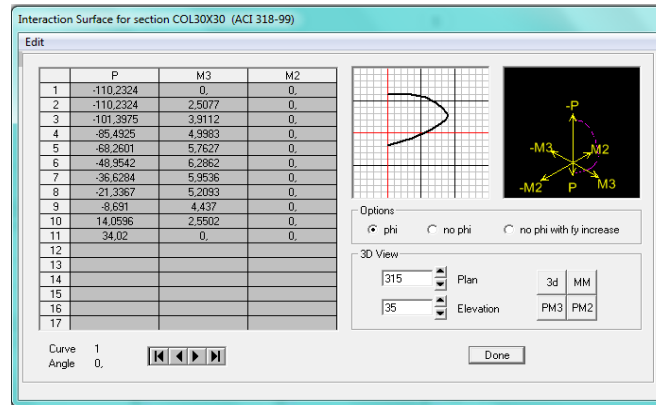 Interaction Surface for section COL30X30 (ACI 318-99)
Edit
P M3 M2
1 -110,2324 0, 0,
2 -110,2324 2,5077 0,
3 -101,3975 3,9112 0,
4 -85,4925 4,9983 0,
5 -68,2601 5,7627 0,
6 -48,9542 6,2862 0,
7 -36,6284 5,9536 0,
8 -21,3367 5,2093 0,
9 -8,691 4,437 0,
10 14,0596 2,5502 0,
11 34,02 0, 0,
12
13
14
15
16
17
Curve 1
Angle 0,
-P
-M3 M2
-M2 P M3
Options
phi no phi no phi with fy increase
3D View
315 Plan 3d MM
35 Elevation PM3 PM2
Done